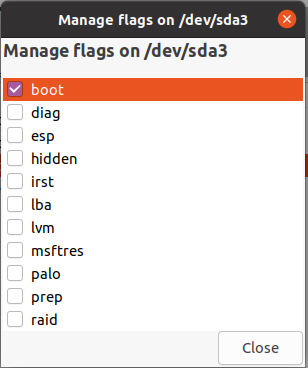 Manage flags on /dev/sda3
Manage flags on /dev/sda3
boot
diag
esp
hidden
irst
lba
lvm
msftres
palo
prep
raid
Close